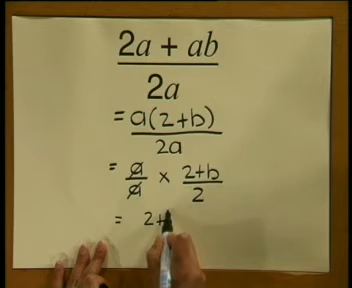 2a + ab
2a
= a(2+b)
2a
= a/a × 2+b/2
= 2+